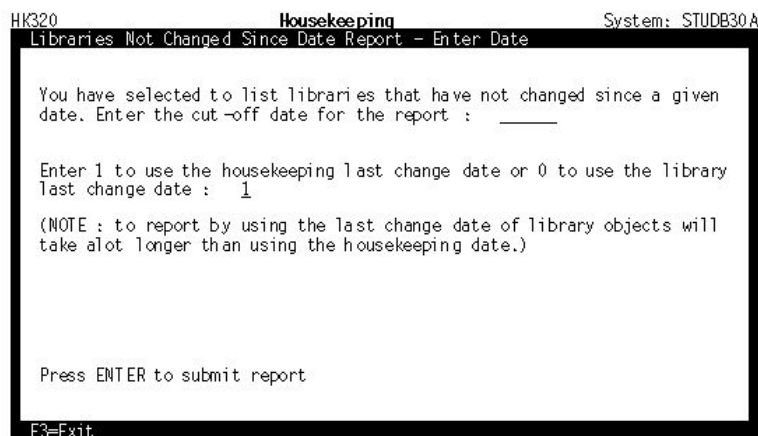 HK320 Housekeeping System: STUDB30A
Libraries Not Changed Since Date Report - Enter Date
You have selected to list libraries that have not changed since a given
date. Enter the cut-off date for the report : ______
Enter 1 to use the housekeeping last change date or 0 to use the library
last change date : 1
(NOTE : to report by using the last change date of library objects will
take alot longer than using the housekeeping date.)
Press ENTER to submit report
F3=Exit